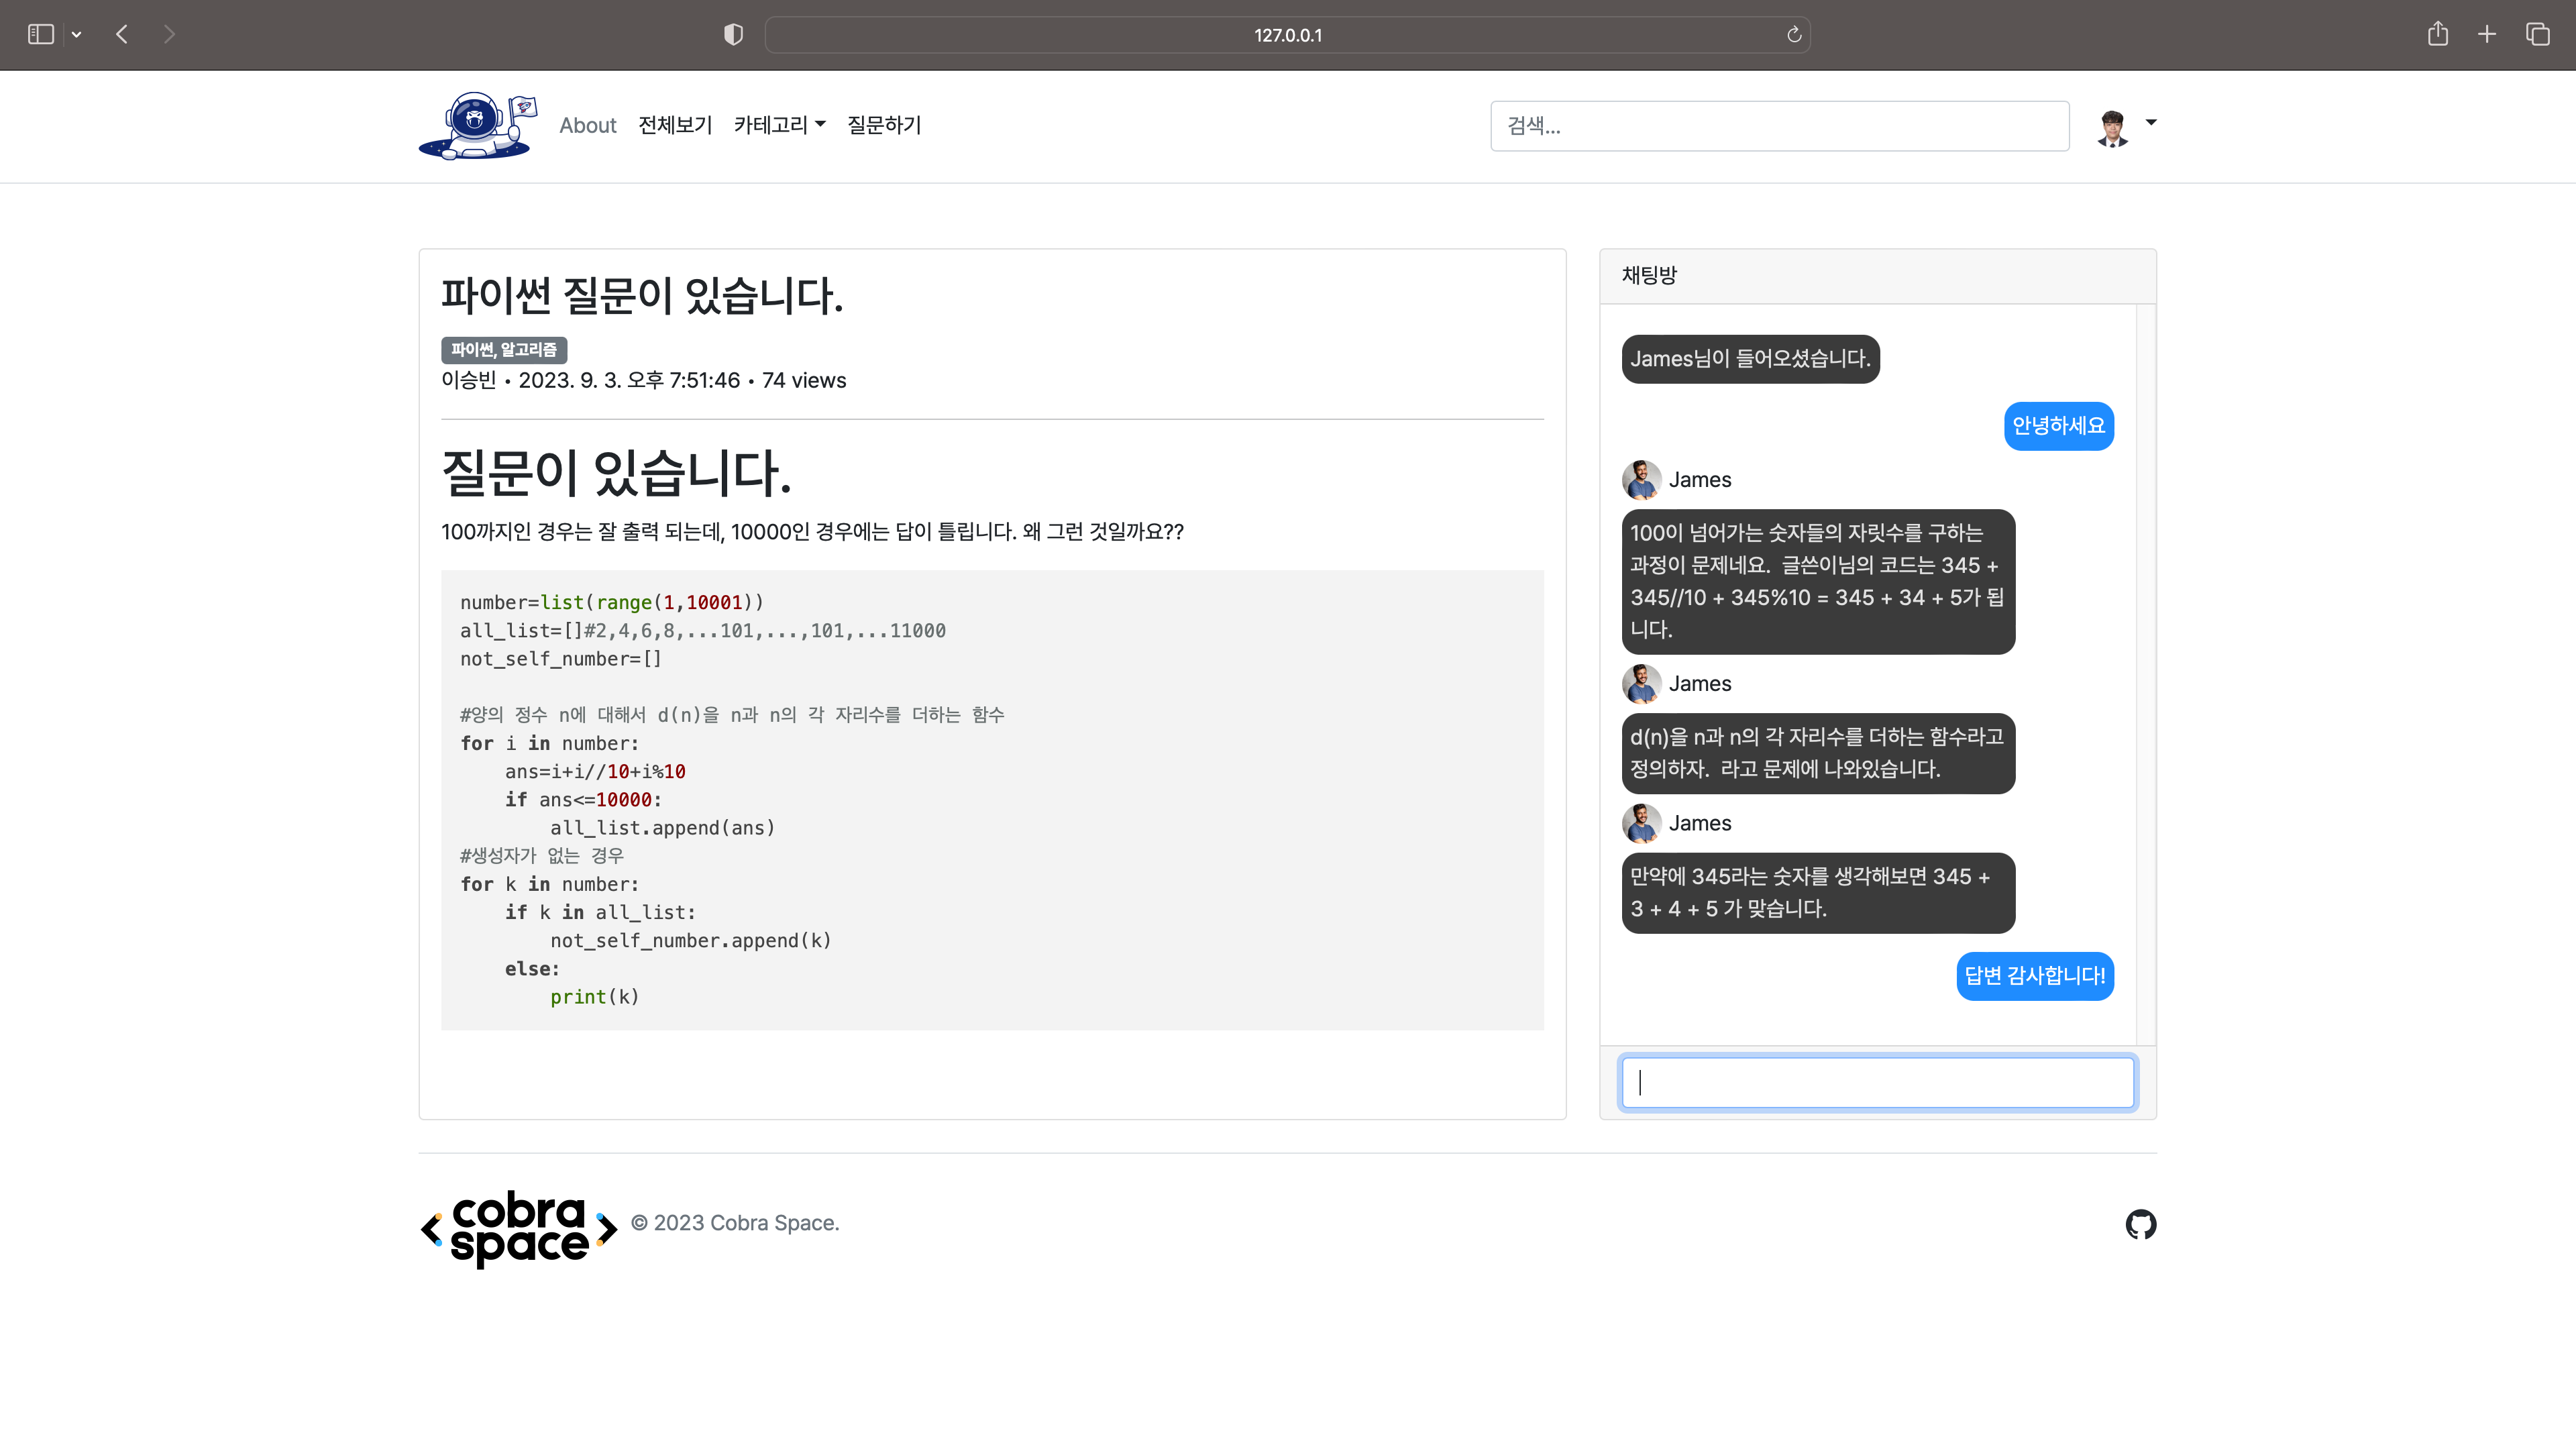 127.0.0.1
About 전체보기 카테고리 질문하기
검색...
파이썬 질문이 있습니다.
파이썬, 알고리즘
이승빈 • 2023. 9. 3. 오후 7:51:46 • 74 views
질문이 있습니다.
100까지인 경우는 잘 출력 되는데, 10000인 경우에는 답이 틀립니다. 왜 그런 것일까요??
number=list(range(1,10001))
all_list=[]#2,4,6,8,...101,...,101,...11000
not_self_number=[]
#양의 정수 n에 대해서 d(n)을 n과 n의 각 자리수를 더하는 함수
for i in number:
    ans=i+i//10+i%10
    if ans<=10000:
        all_list.append(ans)
#생성자가 없는 경우
for k in number:
    if k in all_list:
        not_self_number.append(k)
    else:
        print(k)
채팅방
James님이 들어오셨습니다.
안녕하세요
James
100이 넘어가는 숫자들의 자릿수를 구하는
과정이 문제네요. 글쓴이님의 코드는 345 +
345//10 + 345%10 = 345 + 34 + 5가 됩
니다.
James
d(n)을 n과 n의 각 자리수를 더하는 함수라고
정의하자. 라고 문제에 나와있습니다.
James
만약에 345라는 숫자를 생각해보면 345 +
3 + 4 + 5 가 맞습니다.
답변 감사합니다!
cobra
space
© 2023 Cobra Space.